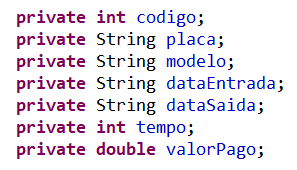 private int codigo;
private String placa;
private String modelo;
private String dataEntrada;
private String dataSaida;
private int tempo;
private double valorPago;